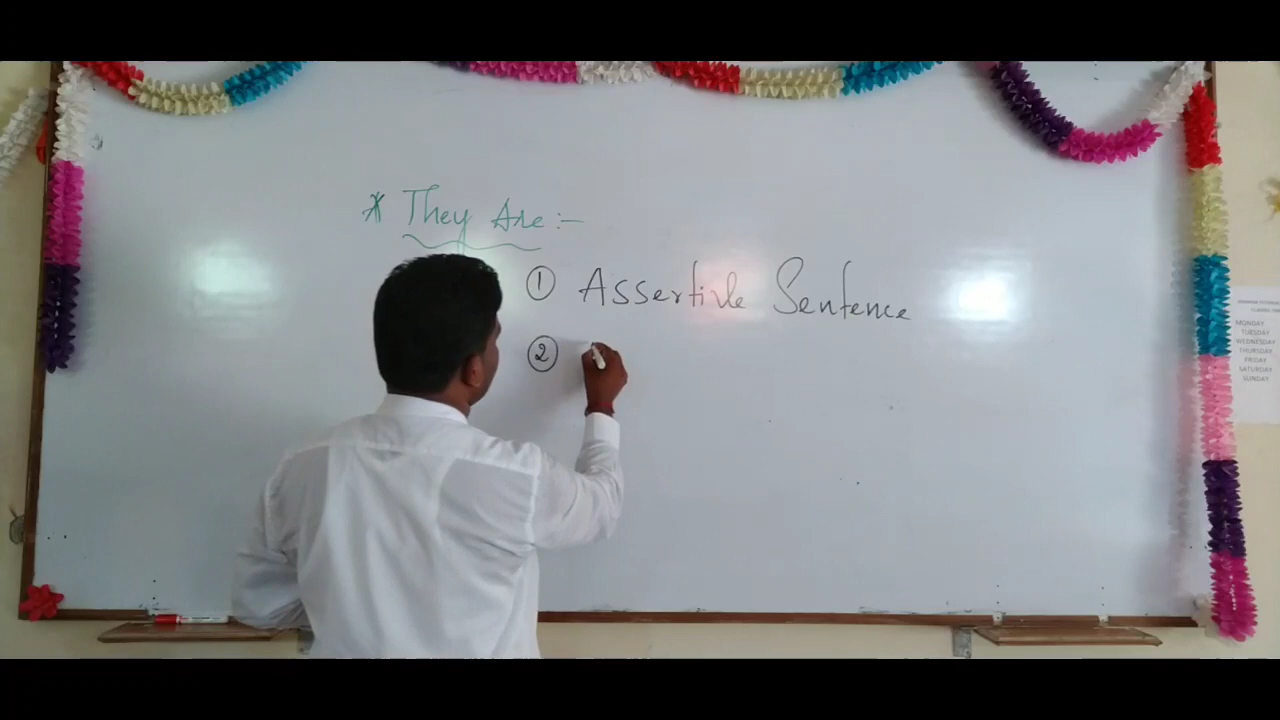 * They Are :-
① Assertive Sentence
②
MONDAY
TUESDAY
WEDNESDAY
THURSDAY
FRIDAY
SATURDAY
SUNDAY